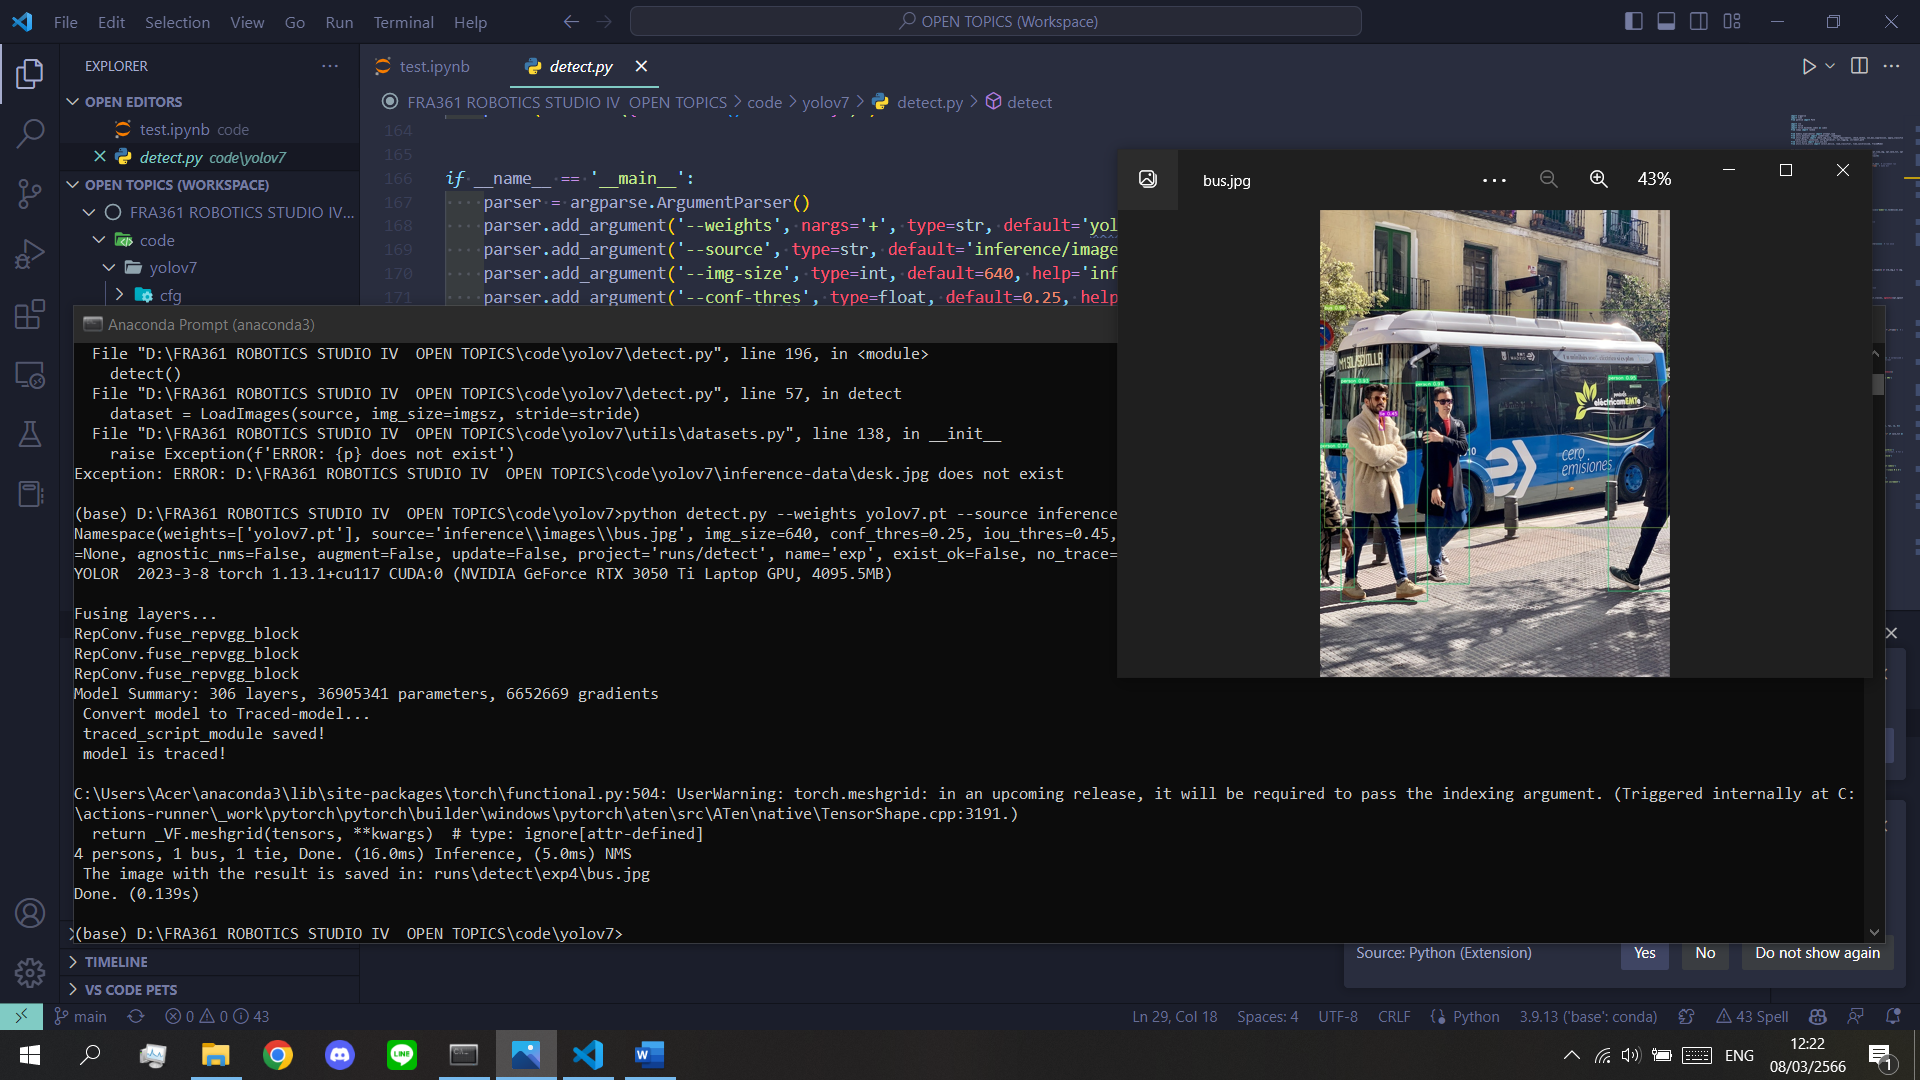 File Edit Selection View Go Run Terminal Help
OPEN TOPICS (Workspace)
EXPLORER
OPEN EDITORS
test.ipynb code
detect.py code\yolov7
OPEN TOPICS (WORKSPACE)
FRA361 ROBOTICS STUDIO IV...
code
yolov7
cfg
test.ipynb
detect.py
FRA361 ROBOTICS STUDIO IV OPEN TOPICS > code > yolov7 > detect.py > detect
164
165
166 if __name__ == '__main__':
167 parser = argparse.ArgumentParser()
168 parser.add_argument('--weights', nargs='+', type=str, default='yol
169 parser.add_argument('--source', type=str, default='inference/image
170 parser.add_argument('--img-size', type=int, default=640, help='inf
171 parser.add_argument('--conf-thres', type=float, default=0.25, help
bus.jpg
43%
Anaconda Prompt (anaconda3)
File "D:\FRA361 ROBOTICS STUDIO IV  OPEN TOPICS\code\yolov7\detect.py", line 196, in <module>
detect()
File "D:\FRA361 ROBOTICS STUDIO IV  OPEN TOPICS\code\yolov7\detect.py", line 57, in detect
dataset = LoadImages(source, img_size=imgsz, stride=stride)
File "D:\FRA361 ROBOTICS STUDIO IV  OPEN TOPICS\code\yolov7\utils\datasets.py", line 138, in __init__
raise Exception(f'ERROR: {p} does not exist')
Exception: ERROR: D:\FRA361 ROBOTICS STUDIO IV  OPEN TOPICS\code\yolov7\inference-data\desk.jpg does not exist
(base) D:\FRA361 ROBOTICS STUDIO IV  OPEN TOPICS\code\yolov7>python detect.py --weights yolov7.pt --source inference
Namespace(weights=['yolov7.pt'], source='inference\\images\\bus.jpg', img_size=640, conf_thres=0.25, iou_thres=0.45,
=None, agnostic_nms=False, augment=False, update=False, project='runs/detect', name='exp', exist_ok=False, no_trace=
YOLOR  2023-3-8 torch 1.13.1+cu117 CUDA:0 (NVIDIA GeForce RTX 3050 Ti Laptop GPU, 4095.5MB)
Fusing layers...
RepConv.fuse_repvgg_block
RepConv.fuse_repvgg_block
RepConv.fuse_repvgg_block
Model Summary: 306 layers, 36905341 parameters, 6652669 gradients
Convert model to Traced-model...
traced_script_module saved!
model is traced!
C:\Users\Acer\anaconda3\lib\site-packages\torch\functional.py:504: UserWarning: torch.meshgrid: in an upcoming release, it will be required to pass the indexing argument. (Triggered internally at C:
\actions-runner\_work\pytorch\pytorch\builder\windows\pytorch\aten\src\ATen\native\TensorShape.cpp:3191.)
return _VF.meshgrid(tensors, **kwargs)  # type: ignore[attr-defined]
4 persons, 1 bus, 1 tie, Done. (16.0ms) Inference, (5.0ms) NMS
The image with the result is saved in: runs\detect\exp4\bus.jpg
Done. (0.139s)
(base) D:\FRA361 ROBOTICS STUDIO IV  OPEN TOPICS\code\yolov7>
cero
emisiones
Source: Python (Extension)
Yes
No
Do not show again
TIMELINE
VS CODE PETS
main
0 0 43
Ln 29, Col 18
Spaces: 4
UTF-8
CRLF
Python
3.9.13 ('base': conda)
43 Spell
ENG
12:22
08/03/2566
1